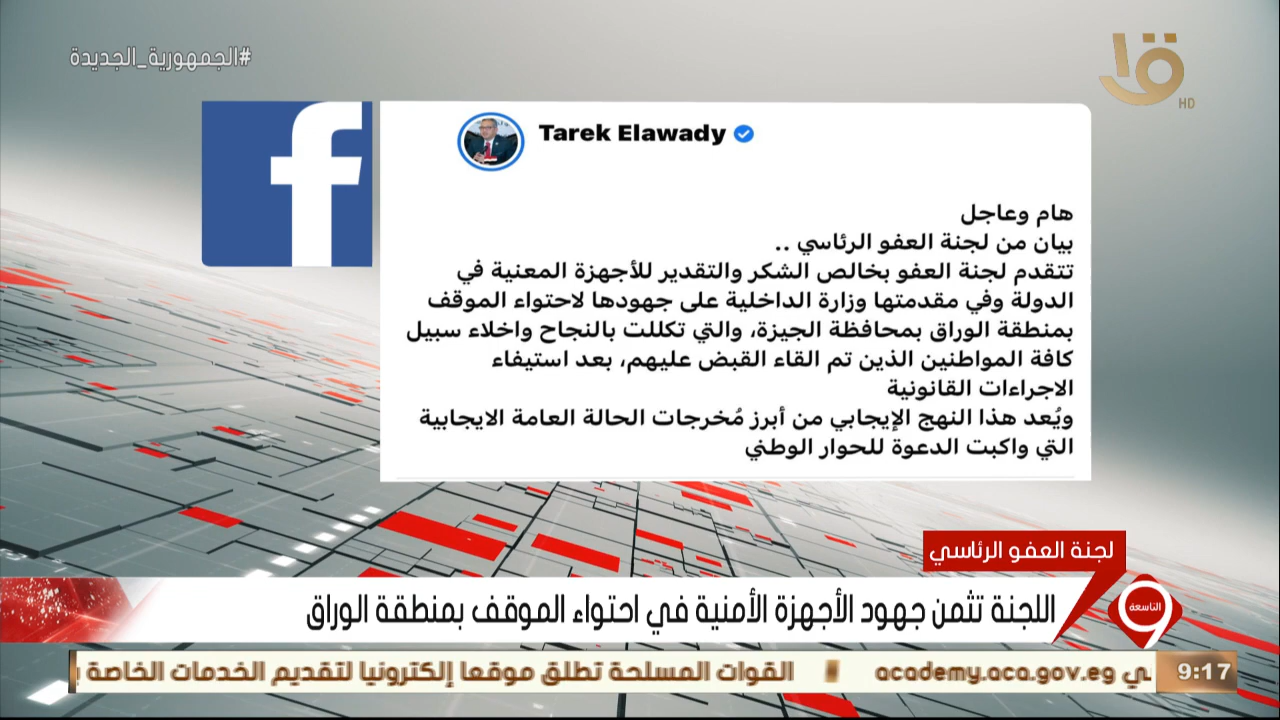 #الجمهورية_الجديدة
HD
Tarek Elawady
هام وعاجل
بيان من لجنة العفو الرئاسي ..
تتقدم لجنة العفو بخالص الشكر والتقدير للأجهزة المعنية في
الدولة وفي مقدمتها وزارة الداخلية على جهودها لاحتواء الموقف
بمنطقة الوراق بمحافظة الجيزة، والتي تكللت بالنجاح واخلاء سبيل
كافة المواطنين الذين تم القاء القبض عليهم، بعد استيفاء
الاجراءات القانونية
ويُعد هذا النهج الإيجابي من أبرز مُخرجات الحالة العامة الايجابية
التي واكبت الدعوة للحوار الوطني
لجنة العفو الرئاسي
اللجنة تثمن جهود الأجهزة الأمنية في احتواء الموقف بمنطقة الوراق
التاسعة
9
academy.aca.gov.eg القوات المسلحة تطلق موقعها إلكترونيا لتقديم الخدمات الخاصة
9:17